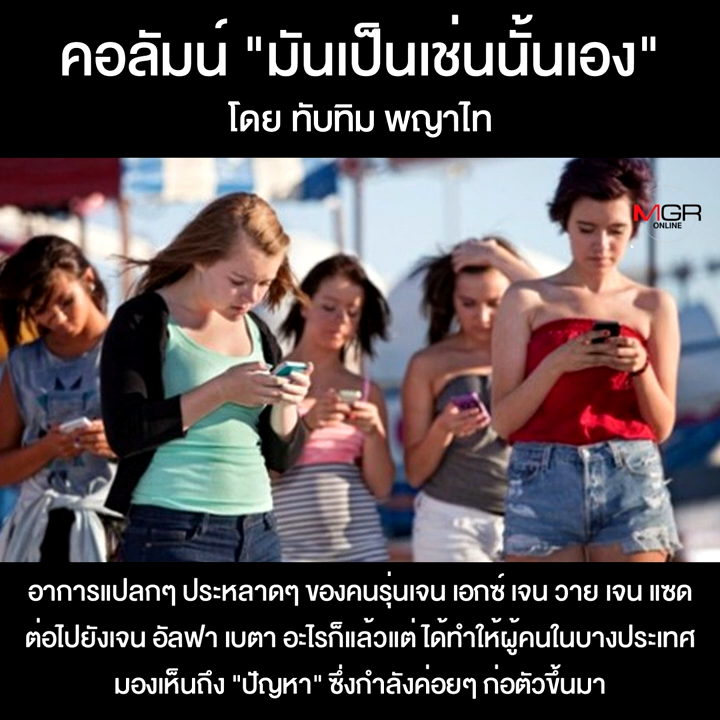 คอลัมน์ "มันเป็นเช่นนั้นเอง"
โดย ทับทิม พญาไท
MGR
ONLINE
อาการแปลกๆ ประหลาดๆ ของคนรุ่นเจน เอกซ์ เจน วาย เจน แซด
ต่อไปยังเจน อัลฟา เบตา อะไรก็แล้วแต่ ได้ทำให้ผู้คนในบางประเทศ
มองเห็นถึง "ปัญหา" ซึ่งกำลังค่อยๆ ก่อตัวขึ้นมา